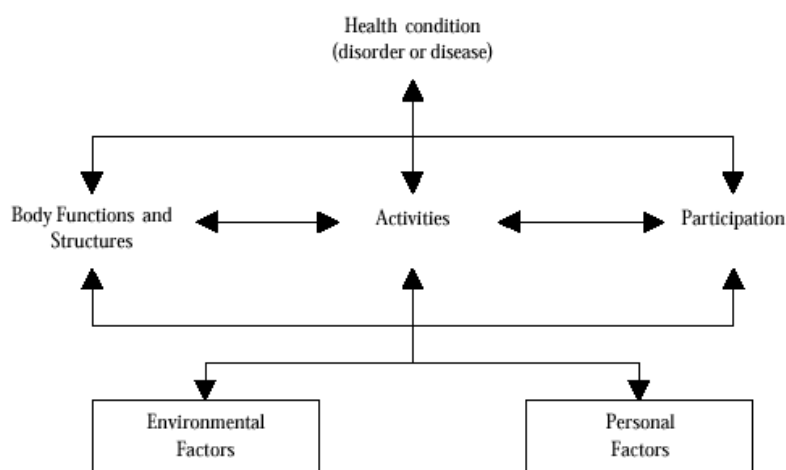 Health condition
(disorder or disease)
Body Functions and
Structures
Activities
Participation
Environmental
Factors
Personal
Factors